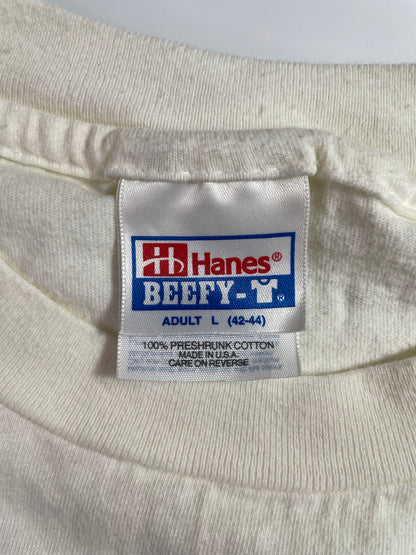 Hanes®
BEEFY-®
ADULT L (42-44)
100% PRESHRUNK COTTON
MADE IN U.S.A.
CARE ON REVERSE